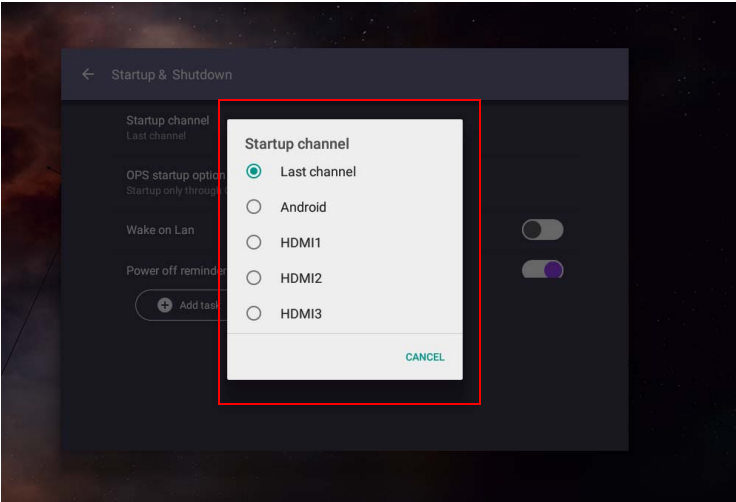 Startup & Shutdown
Startup channel
Last channel
OPS startup option
Startup only through
Wake on Lan
Power off reminder
Add task
Startup channel
Last channel
Android
HDMI1
HDMI2
HDMI3
CANCEL